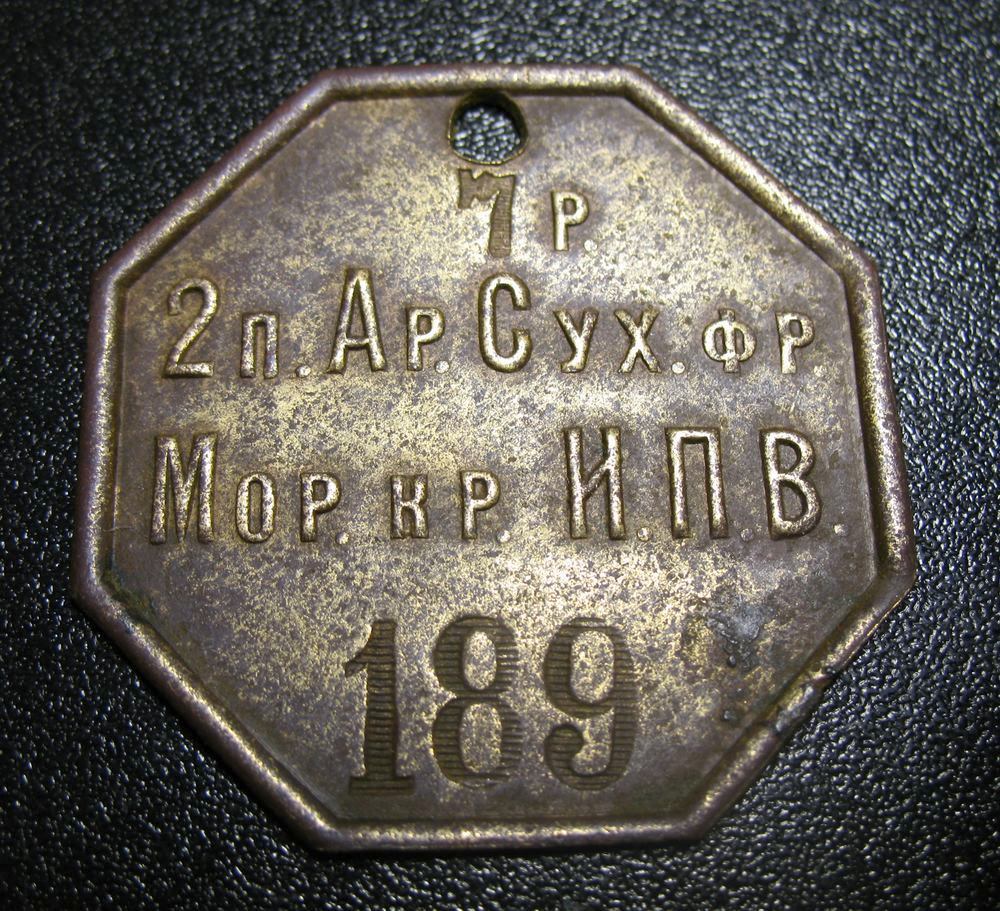 7 Р.
2 п. Ар. Сух. фр.
Мор. кр. И.П.В.
189